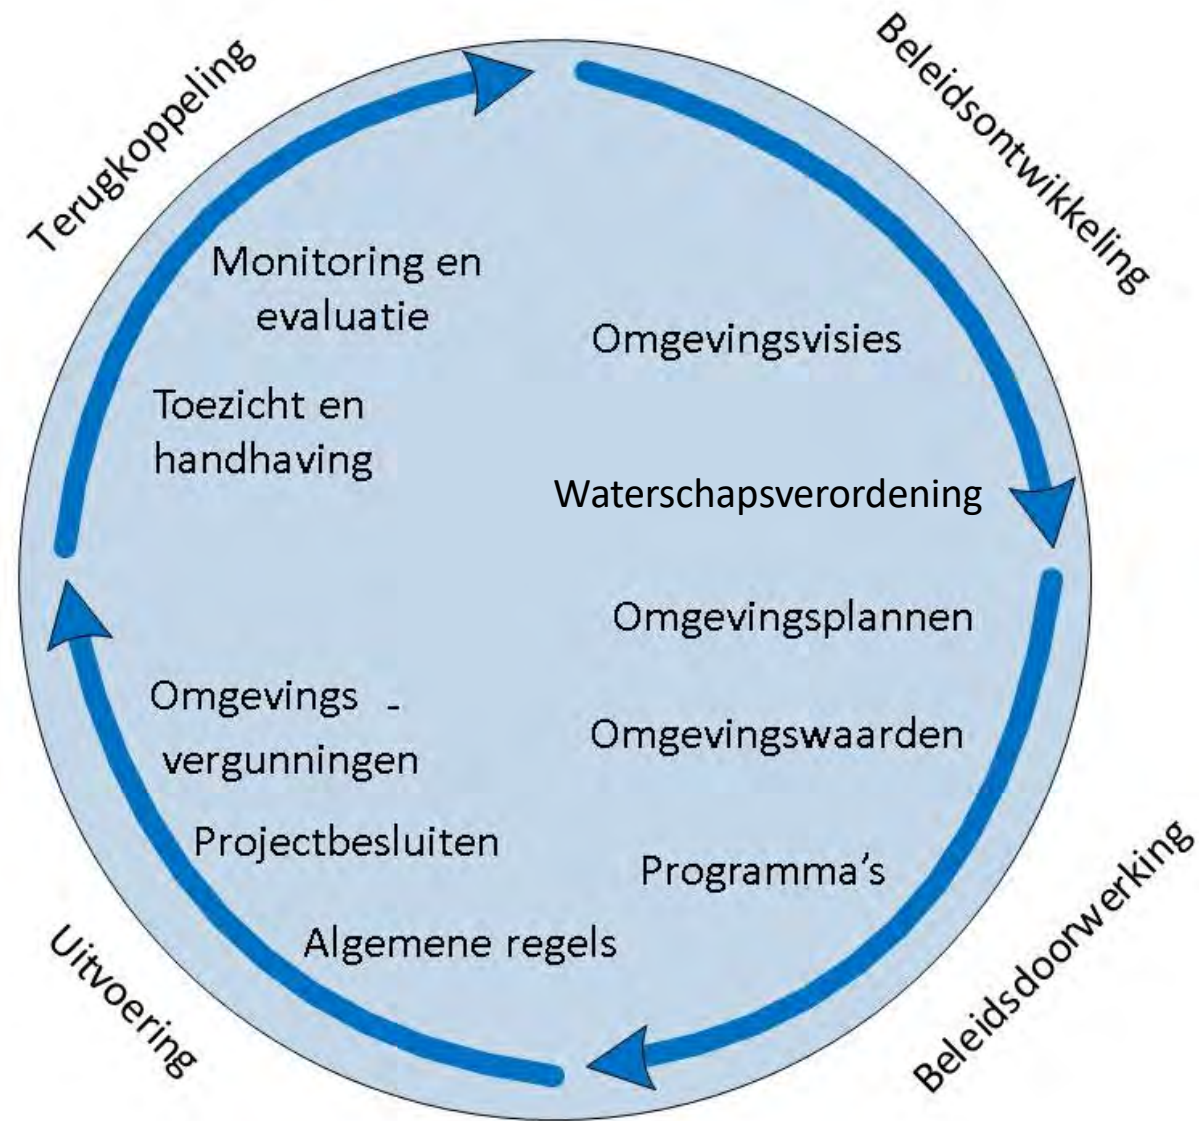 Terugkoppeling
Beleidsontwikkeling
Monitoring en
evaluatie
Omgevingsvisies
Toezicht en
handhaving
Waterschapsverordening
Omgevingsplannen
Omgevings -
vergunningen
Omgevingswaarden
Projectbesluiten
Programma's
Algemene regels
Uitvoering
Beleidsdoorwerking